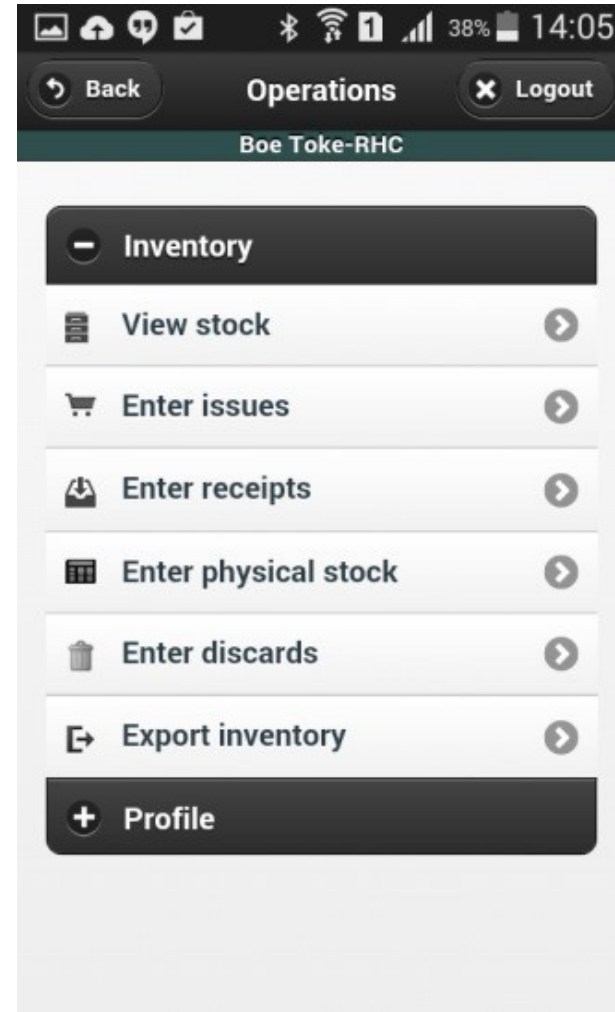 1 38% 14:05
Back Operations Logout
Boe Toke-RHC
Inventory
View stock
Enter issues
Enter receipts
Enter physical stock
Enter discards
Export inventory
Profile